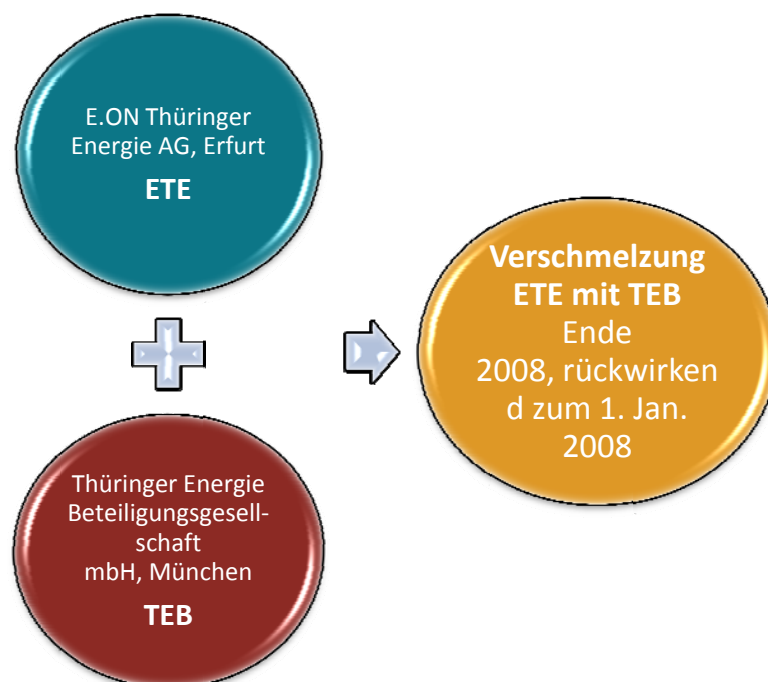 E.ON Thüringer
Energie AG, Erfurt
ETE
Thüringer Energie
Beteiligungsgesell-
schaft
mbH, München
TEB
Verschmelzung
ETE mit TEB
Ende
2008, rückwirken
d zum 1. Jan.
2008